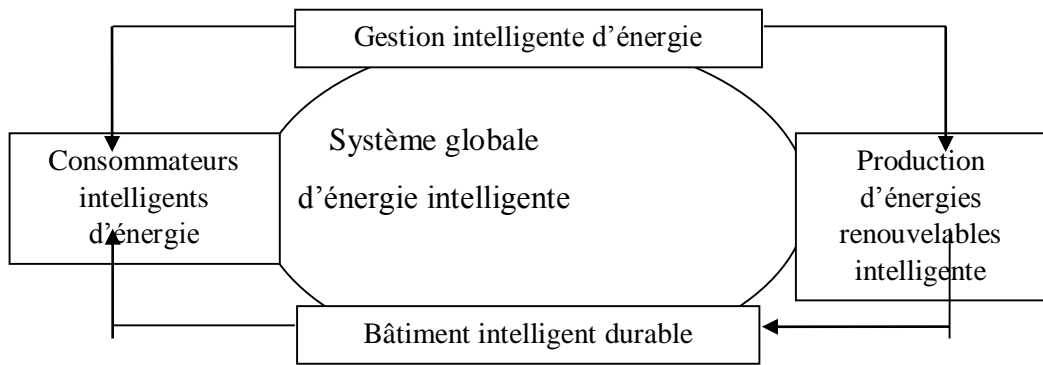 Gestion intelligente d’énergie
Système globale
d’énergie intelligente
Consommateurs
intelligents
d’énergie
Production
d’énergies
renouvelables
intelligente
Bâtiment intelligent durable